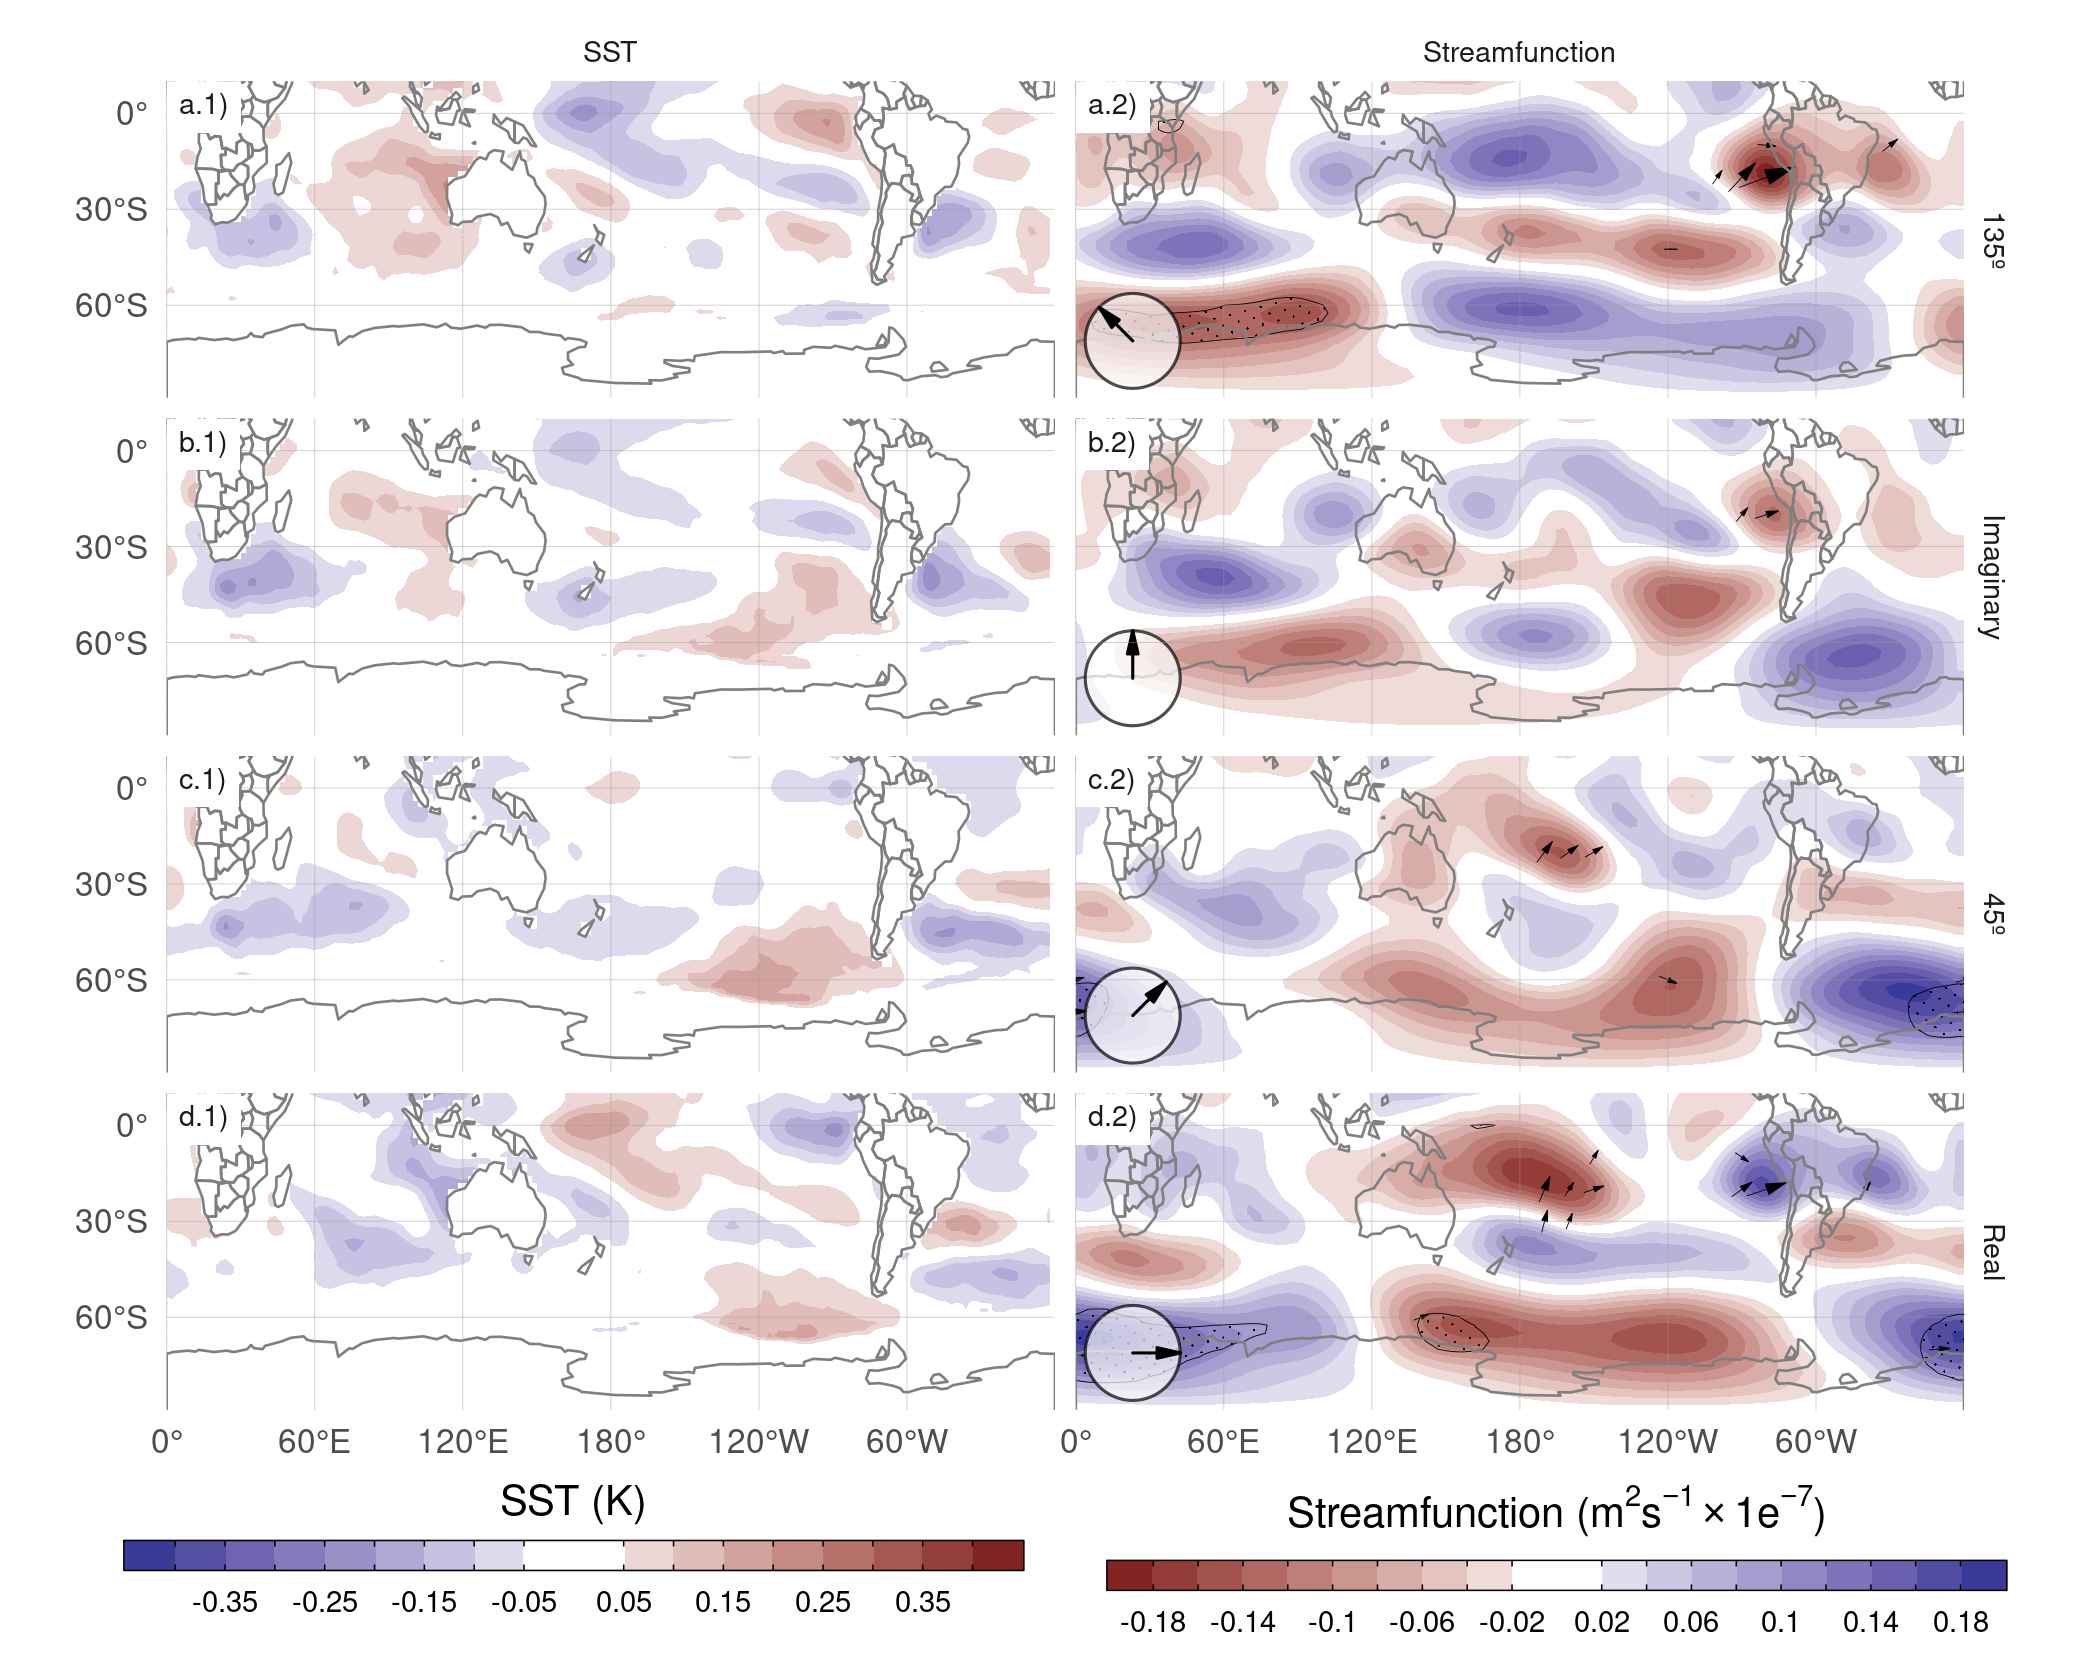 SST
Streamfunction
a.1)
a.2)
0°
30°S
60°S
135º
b.1)
b.2)
0°
30°S
60°S
Imaginary
c.1)
c.2)
0°
30°S
60°S
45º
d.1)
d.2)
0°
30°S
60°S
Real
0° 60°E 120°E 180° 120°W 60°W
0° 60°E 120°E 180° 120°W 60°W
SST (K)
-0.35 -0.25 -0.15 -0.05 0.05 0.15 0.25 0.35
Streamfunction (m²s⁻¹ × 1e⁻⁷)
-0.18 -0.14 -0.1 -0.06 -0.02 0.02 0.06 0.1 0.14 0.18